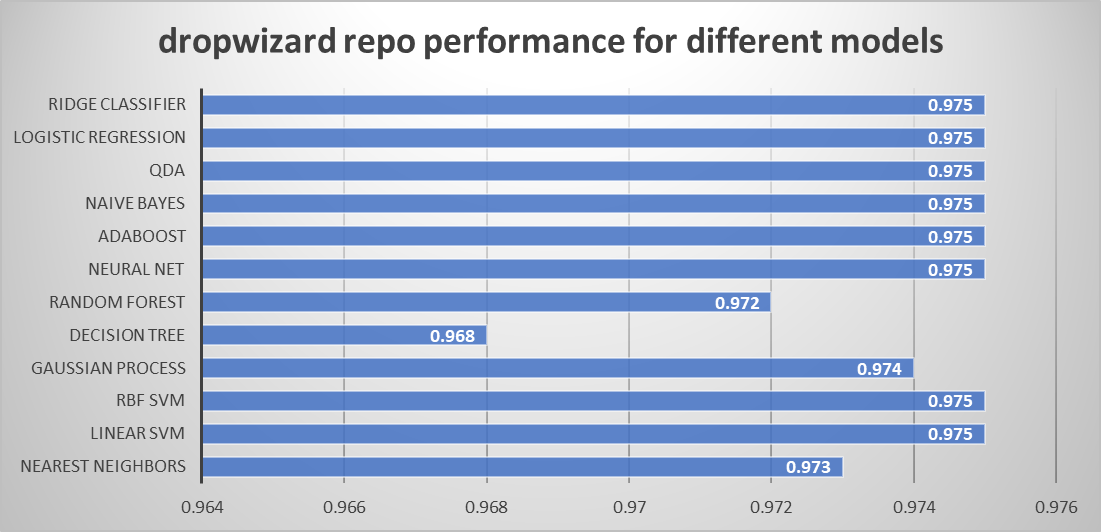 dropwizard repo performance for different models
RIDGE CLASSIFIER 0.975
LOGISTIC REGRESSION 0.975
QDA 0.975
NAIVE BAYES 0.975
ADABOOST 0.975
NEURAL NET 0.975
RANDOM FOREST 0.972
DECISION TREE 0.968
GAUSSIAN PROCESS 0.974
RBF SVM 0.975
LINEAR SVM 0.975
NEAREST NEIGHBORS 0.973
0.964 0.966 0.968 0.97 0.972 0.974 0.976